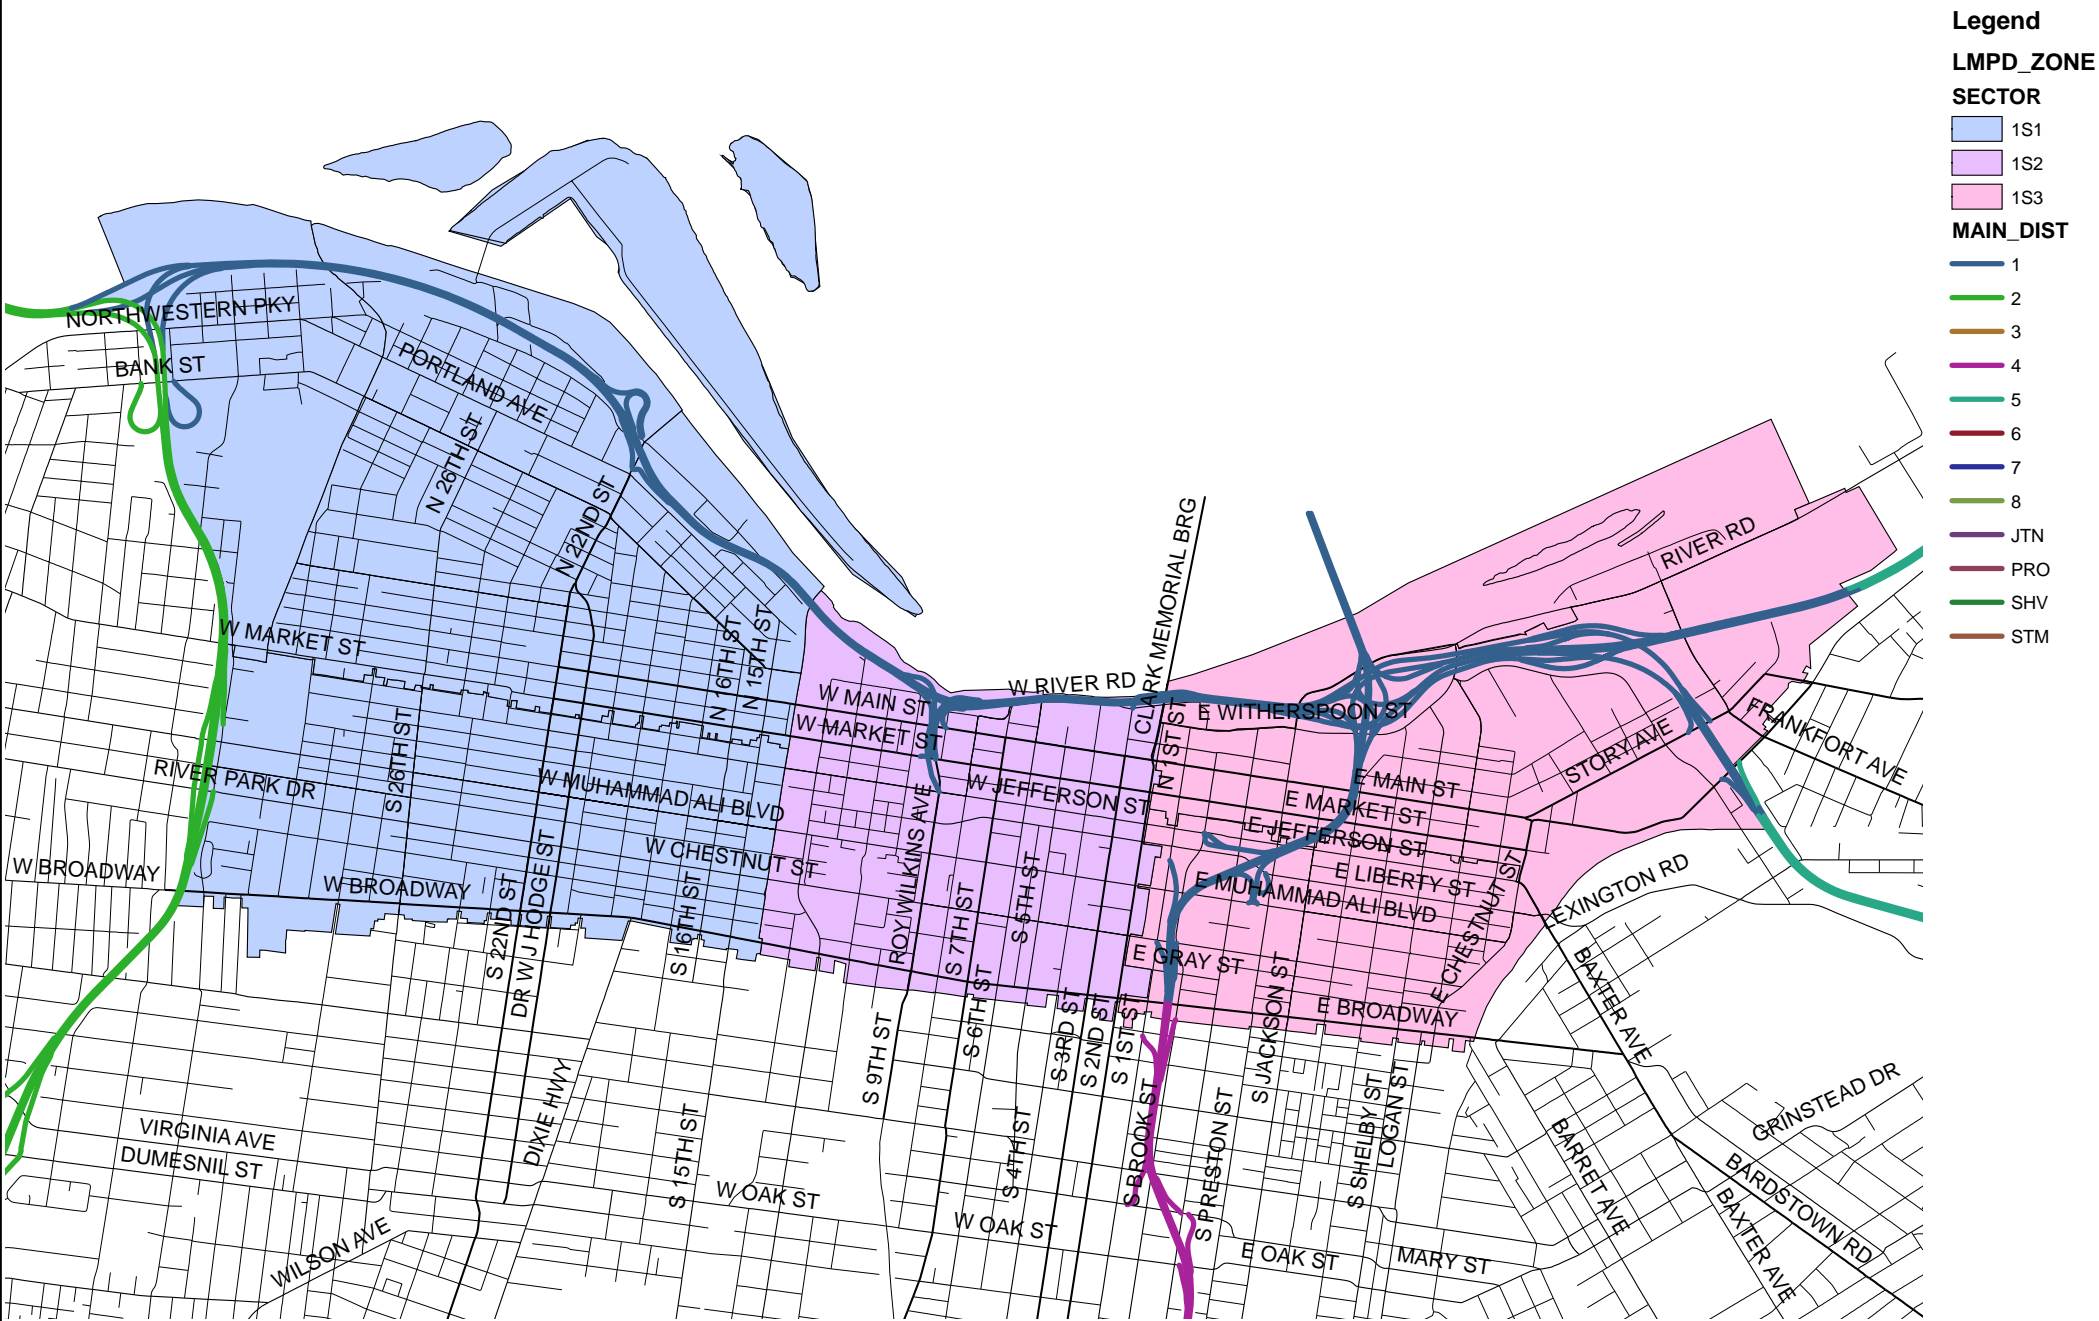 Legend
LMPD_ZONE
SECTOR
1S1
1S2
1S3
MAIN_DIST
1
2
3
4
5
6
7
8
JTN
PRO
SHV
STM
NORTHWESTERN PKY
BANK ST
PORTLAND AVE
N 26TH ST
N 22ND ST
CLARK MEMORIAL BRG
RIVER RD
W MARKET ST
N 16TH ST
N 15TH ST
W RIVER RD
W MAIN ST
W MARKET ST
N 1ST ST
E WITHERSPOON ST
FRANKFORT AVE
STORY AVE
RIVER PARK DR
S 26TH ST
W MUHAMMAD ALI BLVD
W JEFFERSON ST
E MAIN ST
E MARKET ST
E JEFFERSON ST
W CHESTNUT ST
ROY WILKINS AVE
E LIBERTY ST
E MUHAMMAD ALI BLVD
E CHESTNUT ST
LEXINGTON RD
W BROADWAY
W BROADWAY
S 22ND ST
DR W J HODGE ST
S 16TH ST
S 7TH ST
S 5TH ST
E GRAY ST
E BROADWAY
S JACKSON ST
BAXTER AVE
S 9TH ST
S 6TH ST
S 3RD ST
S 2ND ST
S 1ST ST
S BROOK ST
S PRESTON ST
S SHELBY ST
LOGAN ST
GRINSTEAD DR
BARRET AVE
BARDSTOWN RD
BAXTER AVE
VIRGINIA AVE
DUMESNIL ST
DIXIE HWY
S 15TH ST
W OAK ST
S 4TH ST
W OAK ST
E OAK ST
MARY ST
WILSON AVE